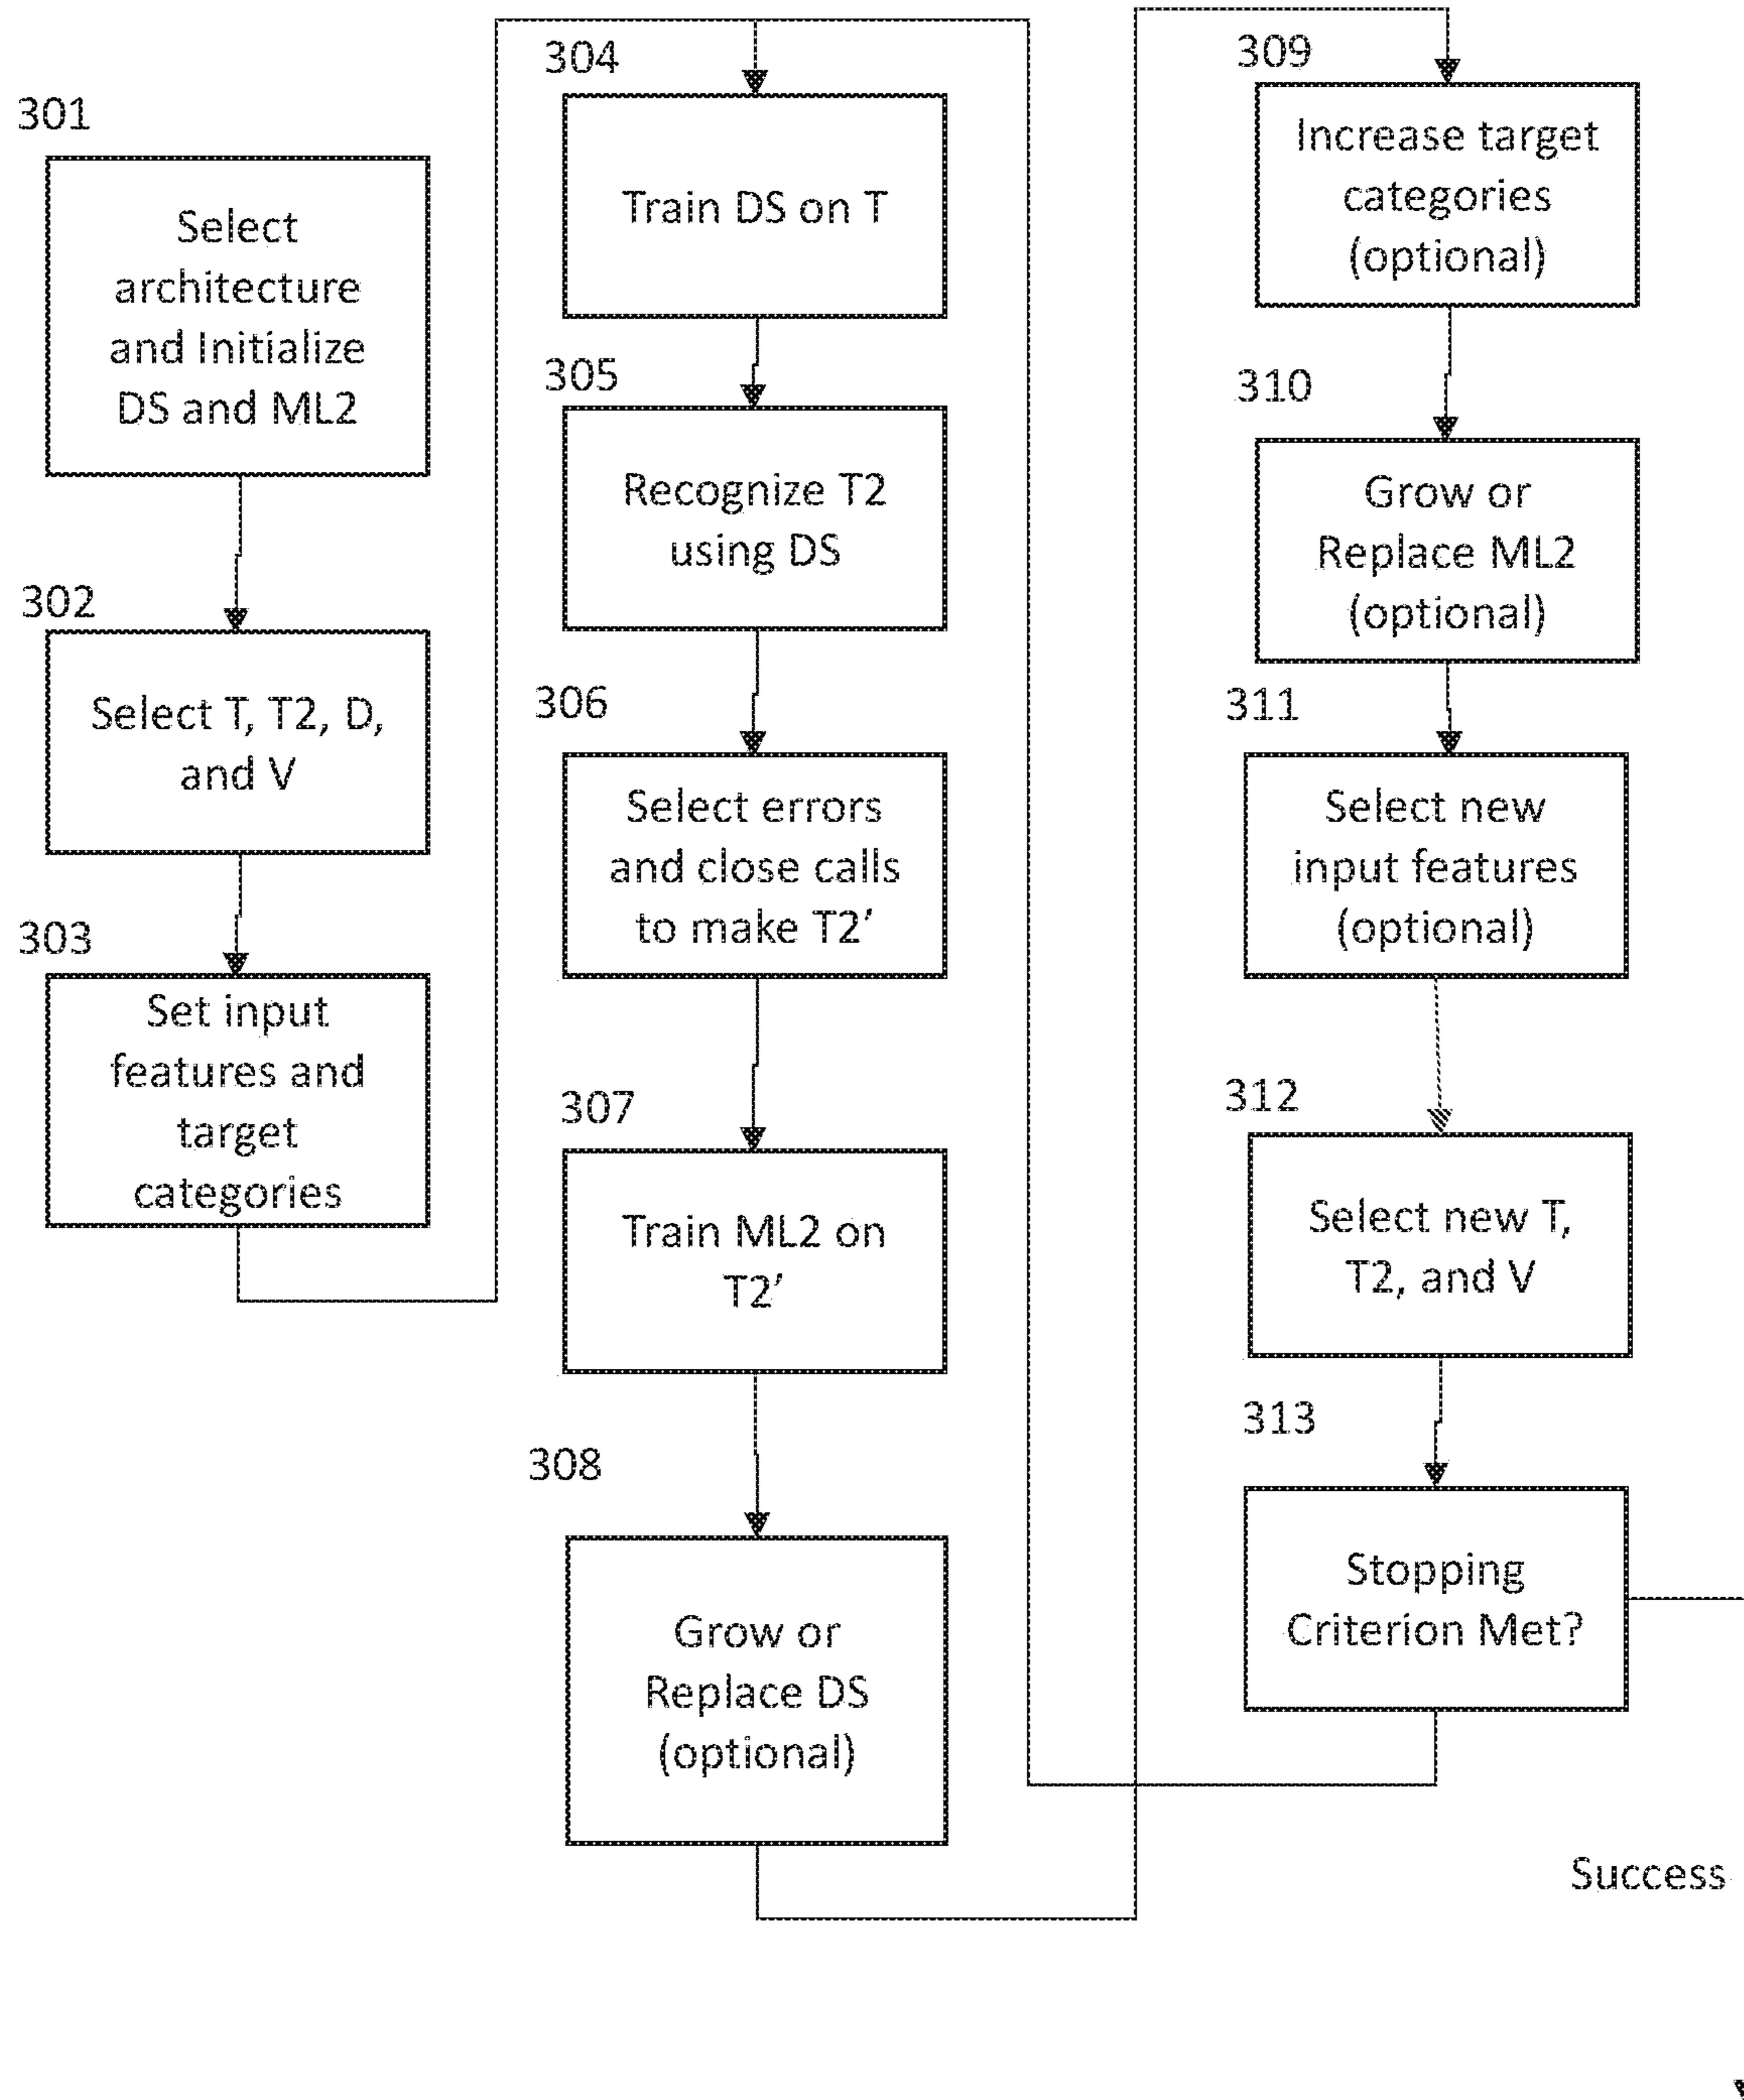 301
Select
architecture
and Initialize
DS and ML2
302
Select T, T2, D,
and V
303
Set input
features and
target
categories
304
Train DS on T
305
Recognize T2
using DS
306
Select errors
and close calls
to make T2’
307
Train ML2 on
T2’
308
Grow or
Replace DS
(optional)
309
Increase target
categories
(optional)
310
Grow or
Replace ML2
(optional)
311
Select new
input features
(optional)
312
Select new T,
T2, and V
313
Stopping
Criterion Met?
Success